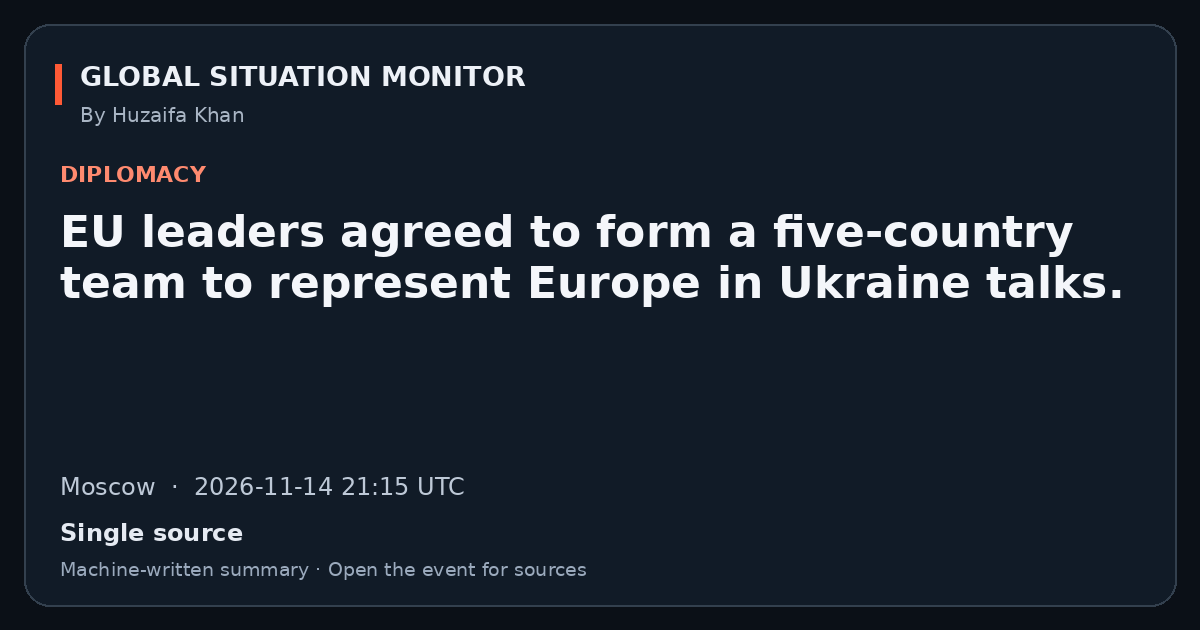 GLOBAL SITUATION MONITOR
By Huzaifa Khan
DIPLOMACY
EU leaders agreed to form a five-country
team to represent Europe in Ukraine talks.
Moscow · 2026-11-14 21:15 UTC
Single source
Machine-written summary · Open the event for sources